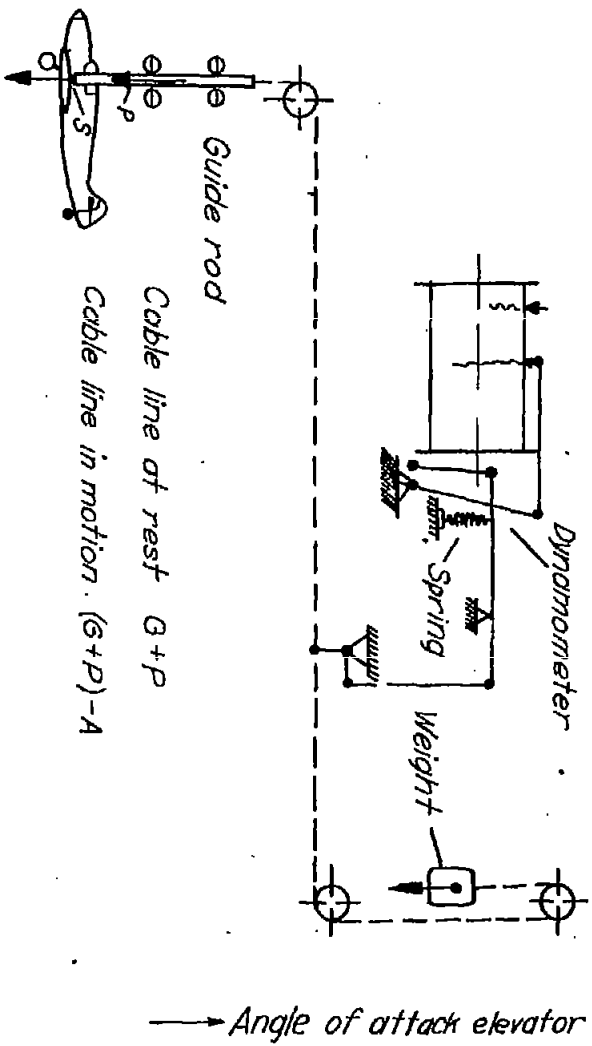 Dynamometer
Spring
Weight
Guide rod
P
S
Cable line at rest G+P
Cable line in motion. (G+P)-A
Angle of attack elevator